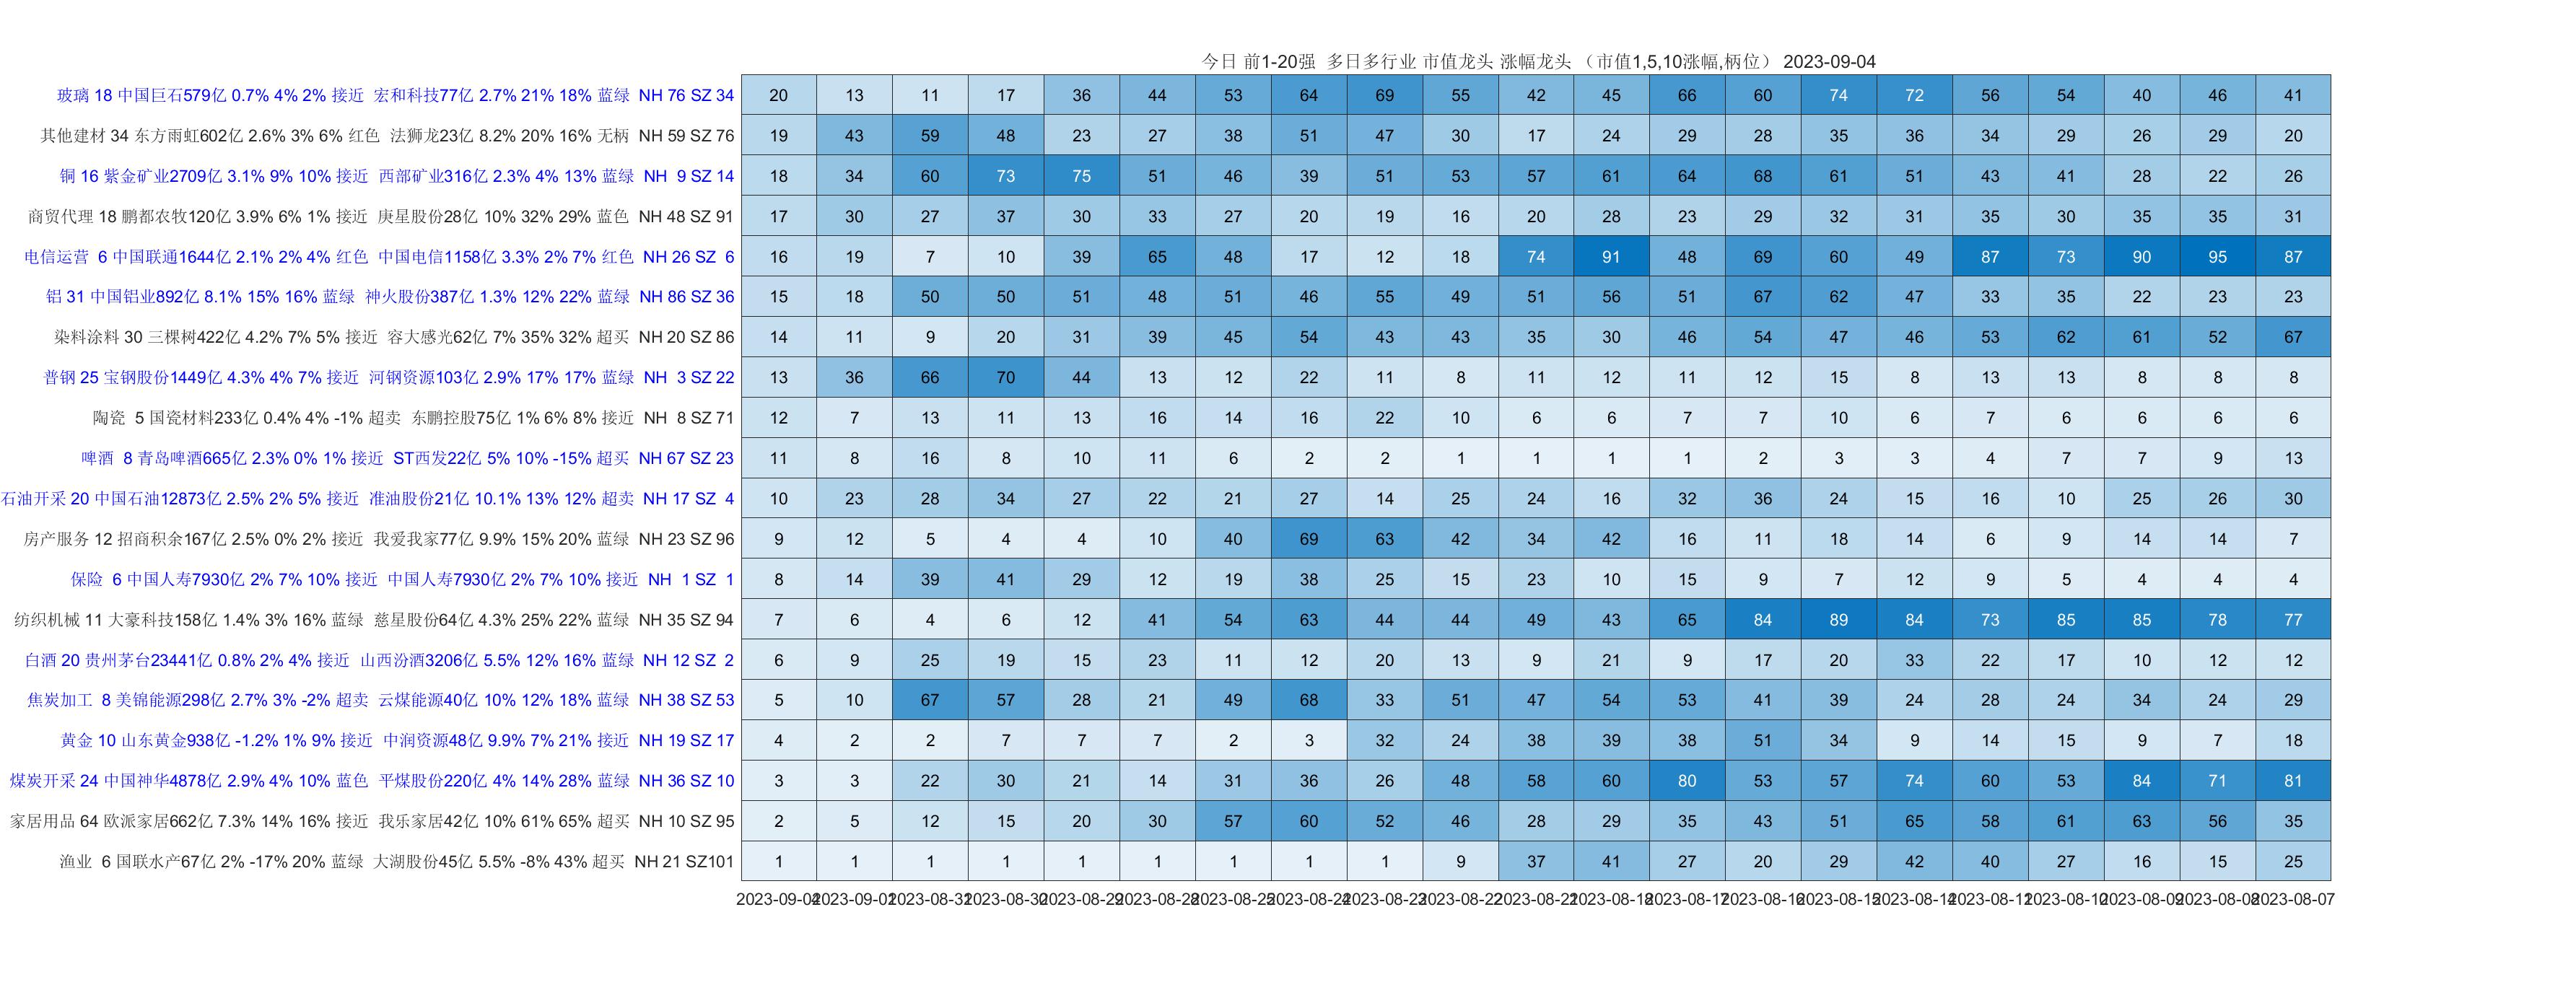 今日 前1-20强 多日多行业 市值龙头 涨幅龙头 （市值1,5,10涨幅,柄位） 2023-09-04
玻璃 18 中国巨石579亿 0.7% 4% 2% 接近 宏和科技77亿 2.7% 21% 18% 蓝绿 NH 76 SZ 34 20 13 11 17 36 44 53 64 69 55 42 45 66 60 74 72 56 54 40 46 41
其他建材 34 东方雨虹602亿 2.6% 3% 6% 红色 法狮龙23亿 8.2% 20% 16% 无柄 NH 59 SZ 76 19 43 59 48 23 27 38 51 47 30 17 24 29 28 35 36 34 29 26 29 20
铜 16 紫金矿业2709亿 3.1% 9% 10% 接近 西部矿业316亿 2.3% 4% 13% 蓝绿 NH 9 SZ 14 18 34 60 73 75 51 46 39 51 53 57 61 64 68 61 51 43 41 28 22 26
商贸代理 18 鹏都农牧120亿 3.9% 6% 1% 接近 庚星股份28亿 10% 32% 29% 蓝色 NH 48 SZ 91 17 30 27 37 30 33 27 20 19 16 20 28 23 29 32 31 35 30 35 35 31
电信运营 6 中国联通1644亿 2.1% 2% 4% 红色 中国电信1158亿 3.3% 2% 7% 红色 NH 26 SZ 6 16 19 7 10 39 65 48 17 12 18 74 91 48 69 60 49 87 73 90 95 87
铝 31 中国铝业892亿 8.1% 15% 16% 蓝绿 神火股份387亿 1.3% 12% 22% 蓝绿 NH 86 SZ 36 15 18 50 50 51 48 51 46 55 49 51 56 51 67 62 47 33 35 22 23 23
染料涂料 30 三棵树422亿 4.2% 7% 5% 接近 容大感光62亿 7% 35% 32% 超买 NH 20 SZ 86 14 11 9 20 31 39 45 54 43 43 35 30 46 54 47 46 53 62 61 52 67
普钢 25 宝钢股份1449亿 4.3% 4% 7% 接近 河钢资源103亿 2.9% 17% 17% 蓝绿 NH 3 SZ 22 13 36 66 70 44 13 12 22 11 8 11 12 11 12 15 8 13 13 8 8 8
陶瓷 5 国瓷材料233亿 0.4% 4% -1% 超卖 东鹏控股75亿 1% 6% 8% 接近 NH 8 SZ 71 12 7 13 11 13 16 14 16 22 10 6 6 7 7 10 6 7 6 6 6 6
啤酒 8 青岛啤酒665亿 2.3% 0% 1% 接近 ST西发22亿 5% 10% -15% 超买 NH 67 SZ 23 11 8 16 8 10 11 6 2 2 1 1 1 1 2 3 3 4 7 7 9 13
石油开采 20 中国石油12873亿 2.5% 2% 5% 接近 准油股份21亿 10.1% 13% 12% 超卖 NH 17 SZ 4 10 23 28 34 27 22 21 27 14 25 24 16 32 36 24 15 16 10 25 26 30
房产服务 12 招商积余167亿 2.5% 0% 2% 接近 我爱我家77亿 9.9% 15% 20% 蓝绿 NH 23 SZ 96 9 12 5 4 4 10 40 69 63 42 34 42 16 11 18 14 6 9 14 14 7
保险 6 中国人寿7930亿 2% 7% 10% 接近 中国人寿7930亿 2% 7% 10% 接近 NH 1 SZ 1 8 14 39 41 29 12 19 38 25 15 23 10 15 9 7 12 9 5 4 4 4
纺织机械 11 大豪科技158亿 1.4% 3% 16% 蓝绿 慈星股份64亿 4.3% 25% 22% 蓝绿 NH 35 SZ 94 7 6 4 6 12 41 54 63 44 44 49 43 65 84 89 84 73 85 85 78 77
白酒 20 贵州茅台23441亿 0.8% 2% 4% 接近 山西汾酒3206亿 5.5% 12% 16% 蓝绿 NH 12 SZ 2 6 9 25 19 15 23 11 12 20 13 9 21 9 17 20 33 22 17 10 12 12
焦炭加工 8 美锦能源298亿 2.7% 3% -2% 超卖 云煤能源40亿 10% 12% 18% 蓝绿 NH 38 SZ 53 5 10 67 57 28 21 49 68 33 51 47 54 53 41 39 24 28 24 34 24 29
黄金 10 山东黄金938亿 -1.2% 1% 9% 接近 中润资源48亿 9.9% 7% 21% 接近 NH 19 SZ 17 4 2 2 7 7 7 2 3 32 24 38 39 38 51 34 9 14 15 9 7 18
煤炭开采 24 中国神华4878亿 2.9% 4% 10% 蓝色 平煤股份220亿 4% 14% 28% 蓝绿 NH 36 SZ 10 3 3 22 30 21 14 31 36 26 48 58 60 80 53 57 74 60 53 84 71 81
家居用品 64 欧派家居662亿 7.3% 14% 16% 接近 我乐家居42亿 10% 61% 65% 超买 NH 10 SZ 95 2 5 12 15 20 30 57 60 52 46 28 29 35 43 51 65 58 61 63 56 35
渔业 6 国联水产67亿 2% -17% 20% 蓝绿 大湖股份45亿 5.5% -8% 43% 超买 NH 21 SZ101 1 1 1 1 1 1 1 1 1 9 37 41 27 20 29 42 40 27 16 15 25
2023-09-04 2023-09-01 2023-08-31 2023-08-30 2023-08-29 2023-08-28 2023-08-25 2023-08-24 2023-08-23 2023-08-22 2023-08-21 2023-08-18 2023-08-17 2023-08-16 2023-08-15 2023-08-14 2023-08-11 2023-08-10 2023-08-09 2023-08-08 2023-08-07